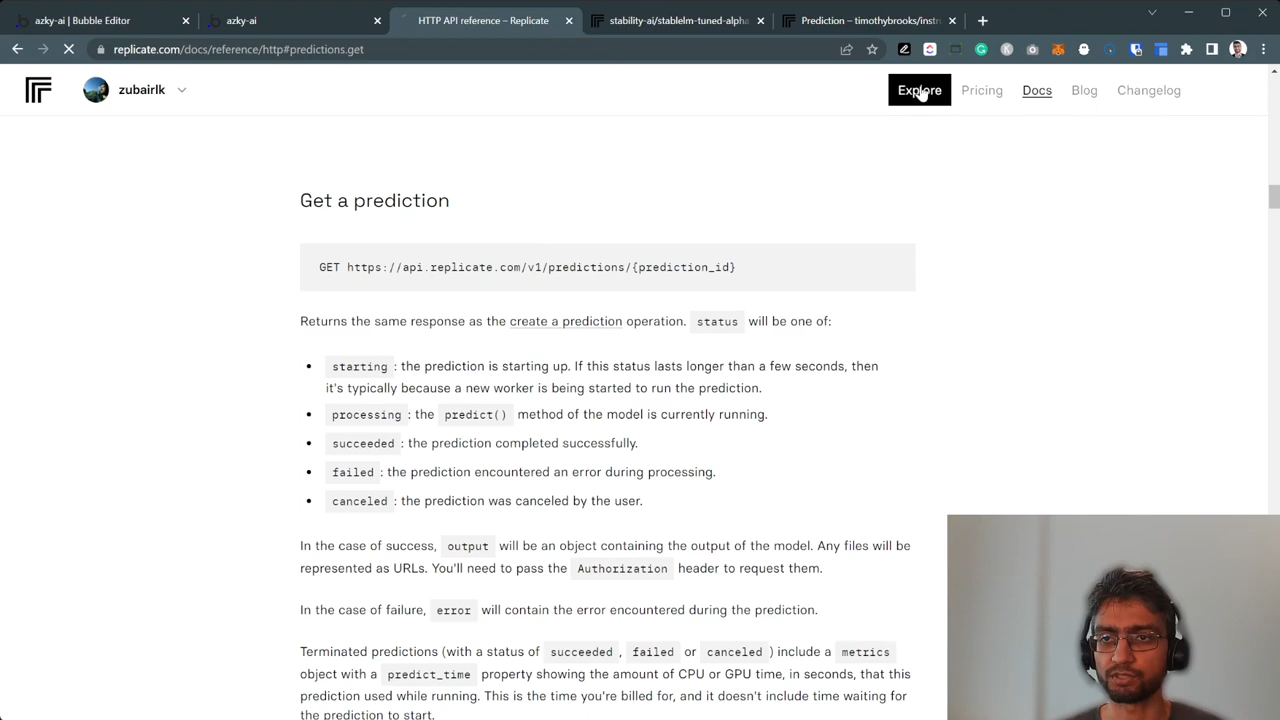 azky-ai | Bubble Editor
azky-ai
HTTP API reference – Replicate
stability-ai/stablelm-tuned-alpha
Prediction – timothybrooks/instr
replicate.com/docs/reference/http#predictions.get
zubairlk
Explore
Pricing
Docs
Blog
Changelog
Get a prediction
GET https://api.replicate.com/v1/predictions/{prediction_id}
Returns the same response as the create a prediction operation. status will be one of:
starting : the prediction is starting up. If this status lasts longer than a few seconds, then
it's typically because a new worker is being started to run the prediction.
processing : the predict() method of the model is currently running.
succeeded : the prediction completed successfully.
failed : the prediction encountered an error during processing.
canceled : the prediction was canceled by the user.
In the case of success, output will be an object containing the output of the model. Any files will be
represented as URLs. You'll need to pass the Authorization header to request them.
In the case of failure, error will contain the error encountered during the prediction.
Terminated predictions (with a status of succeeded , failed or canceled ) include a metrics
object with a predict_time property showing the amount of CPU or GPU time, in seconds, that this
prediction used while running. This is the time you're billed for, and it doesn't include time waiting for
the prediction to start.